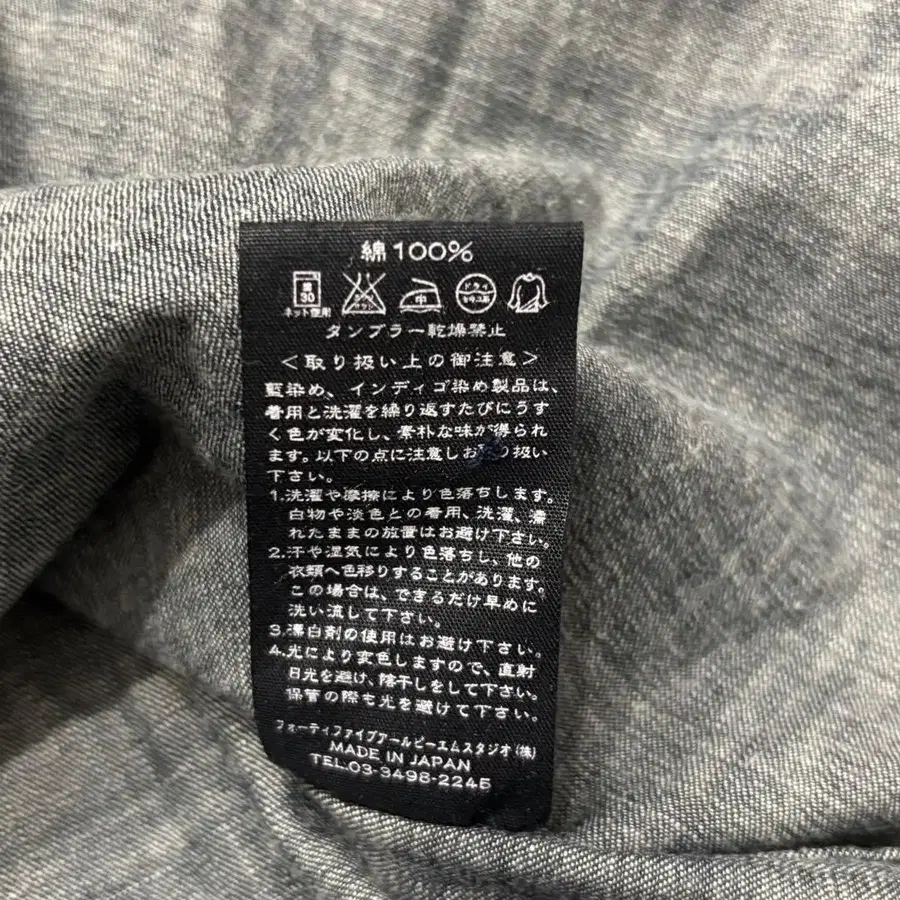 綿100%
30
ネット使用
中
ドライ
タンブラー乾燥禁止
<取り扱い上の御注意>
藍染め、インディゴ染め製品は、
着用と洗濯を繰り返すたびにうす
く色が変化し、素朴な味が得られ
ます。以下の点に注意しお取り扱い
下さい。
1.洗濯や摩擦により色落ちします。
白物や淡色との着用、洗濯、濡
れたままの放置はお避け下さい。
2.汗や湿気により色落ちし、他の
衣類へ色移りすることがあります。
この場合は、できるだけ早めに
洗い流して下さい。
3.漂白剤の使用はお避け下さい。
4.光により変色しますので、直射
日光を避け、陰干しをして下さい。
保管の際も光を避けて下さい。
フォーティファイブアールピーエムスタジオ(株)
MADE IN JAPAN
TEL.03-3498-2245